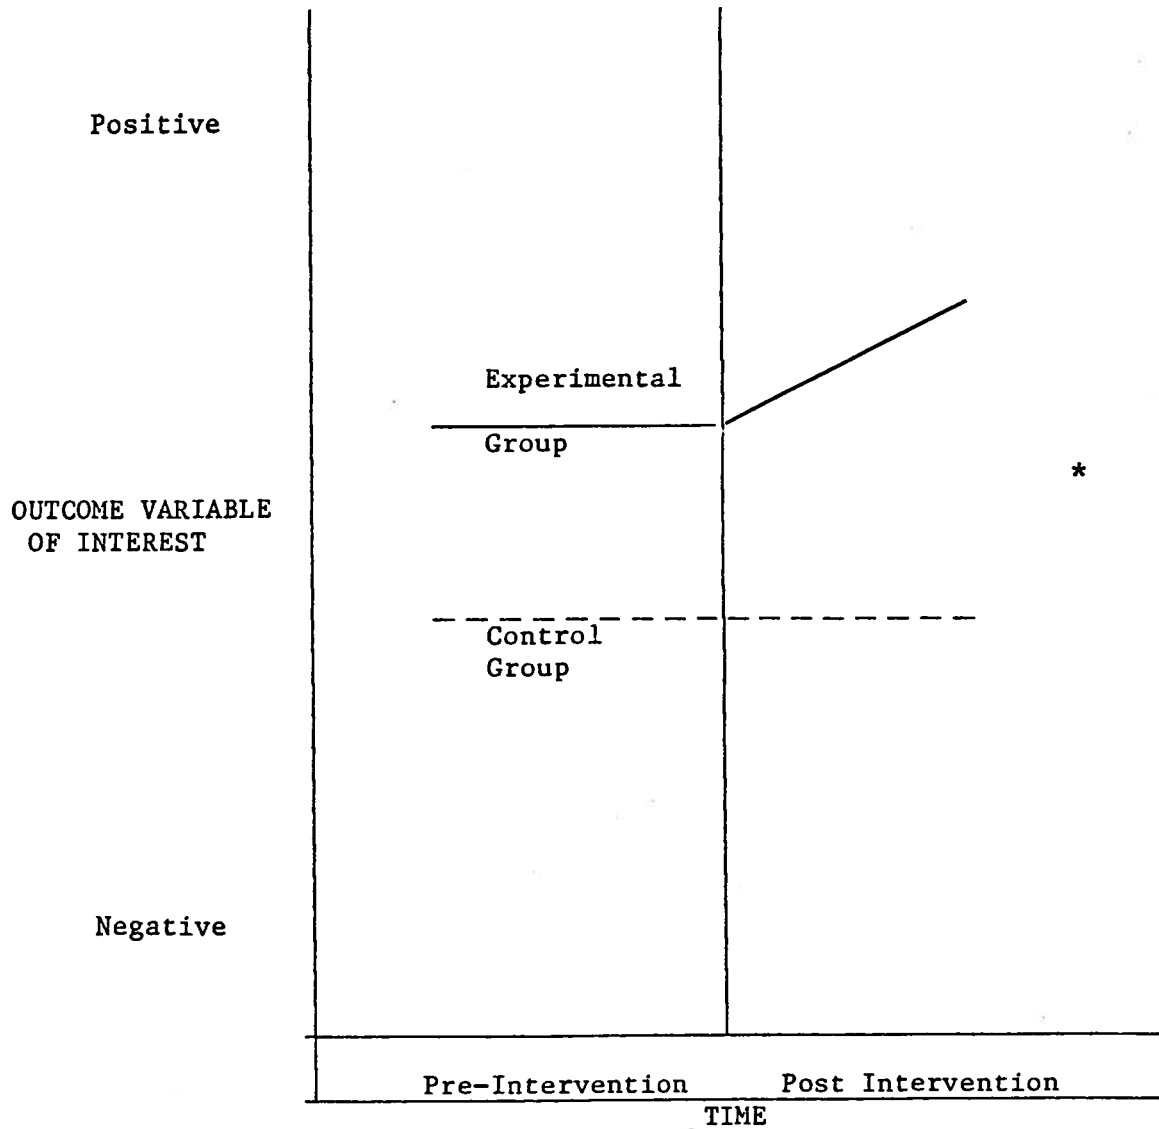 Positive
Experimental
Group
*
OUTCOME VARIABLE
OF INTEREST
Control
Group
Negative
Pre-Intervention
Post Intervention
TIME